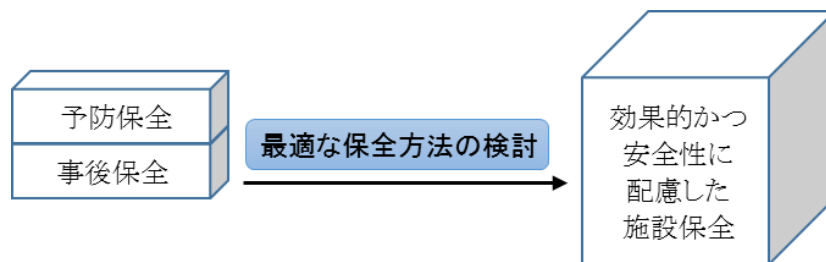 予防保全
事後保全
最適な保全方法の検討
効果的かつ
安全性に
配慮した
施設保全